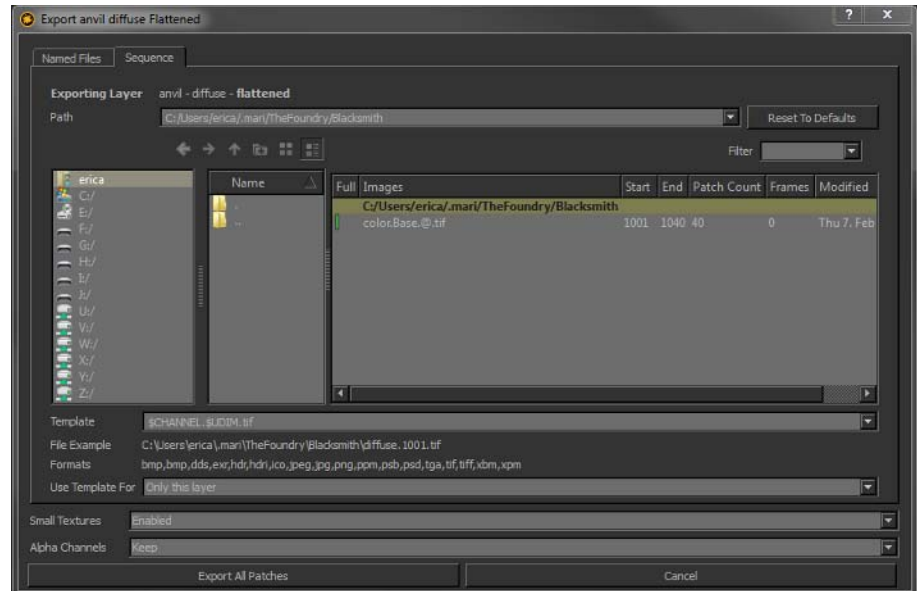 Export anvil diffuse Flattened
Named Files
Sequence
Exporting Layer anvil - diffuse - flattened
Path C:/Users/erica/.mari/TheFoundry/Blacksmith
Reset To Defaults
Filter
erica
C:/
E:/
F:/
G:/
H:/
I:/
J:/
U:/
V:/
W:/
X:/
Y:/
Z:/
Name
.
..
Full Images Start End Patch Count Frames Modified
C:/Users/erica/.mari/TheFoundry/Blacksmith
color.Base.@.tif 1001 1040 40 0 Thu 7. Feb
Template $CHANNEL.$UDIM.tif
File Example C:\Users\erica\.mari\TheFoundry\Blacksmith\diffuse.1001.tif
Formats bmp,bmp,dds,exr,hdr,hdri,ico,jpeg,jpg,png,ppm,psb,psd,tga,tif,tiff,xbm,xpm
Use Template For Only this layer
Small Textures Enabled
Alpha Channels Keep
Export All Patches
Cancel